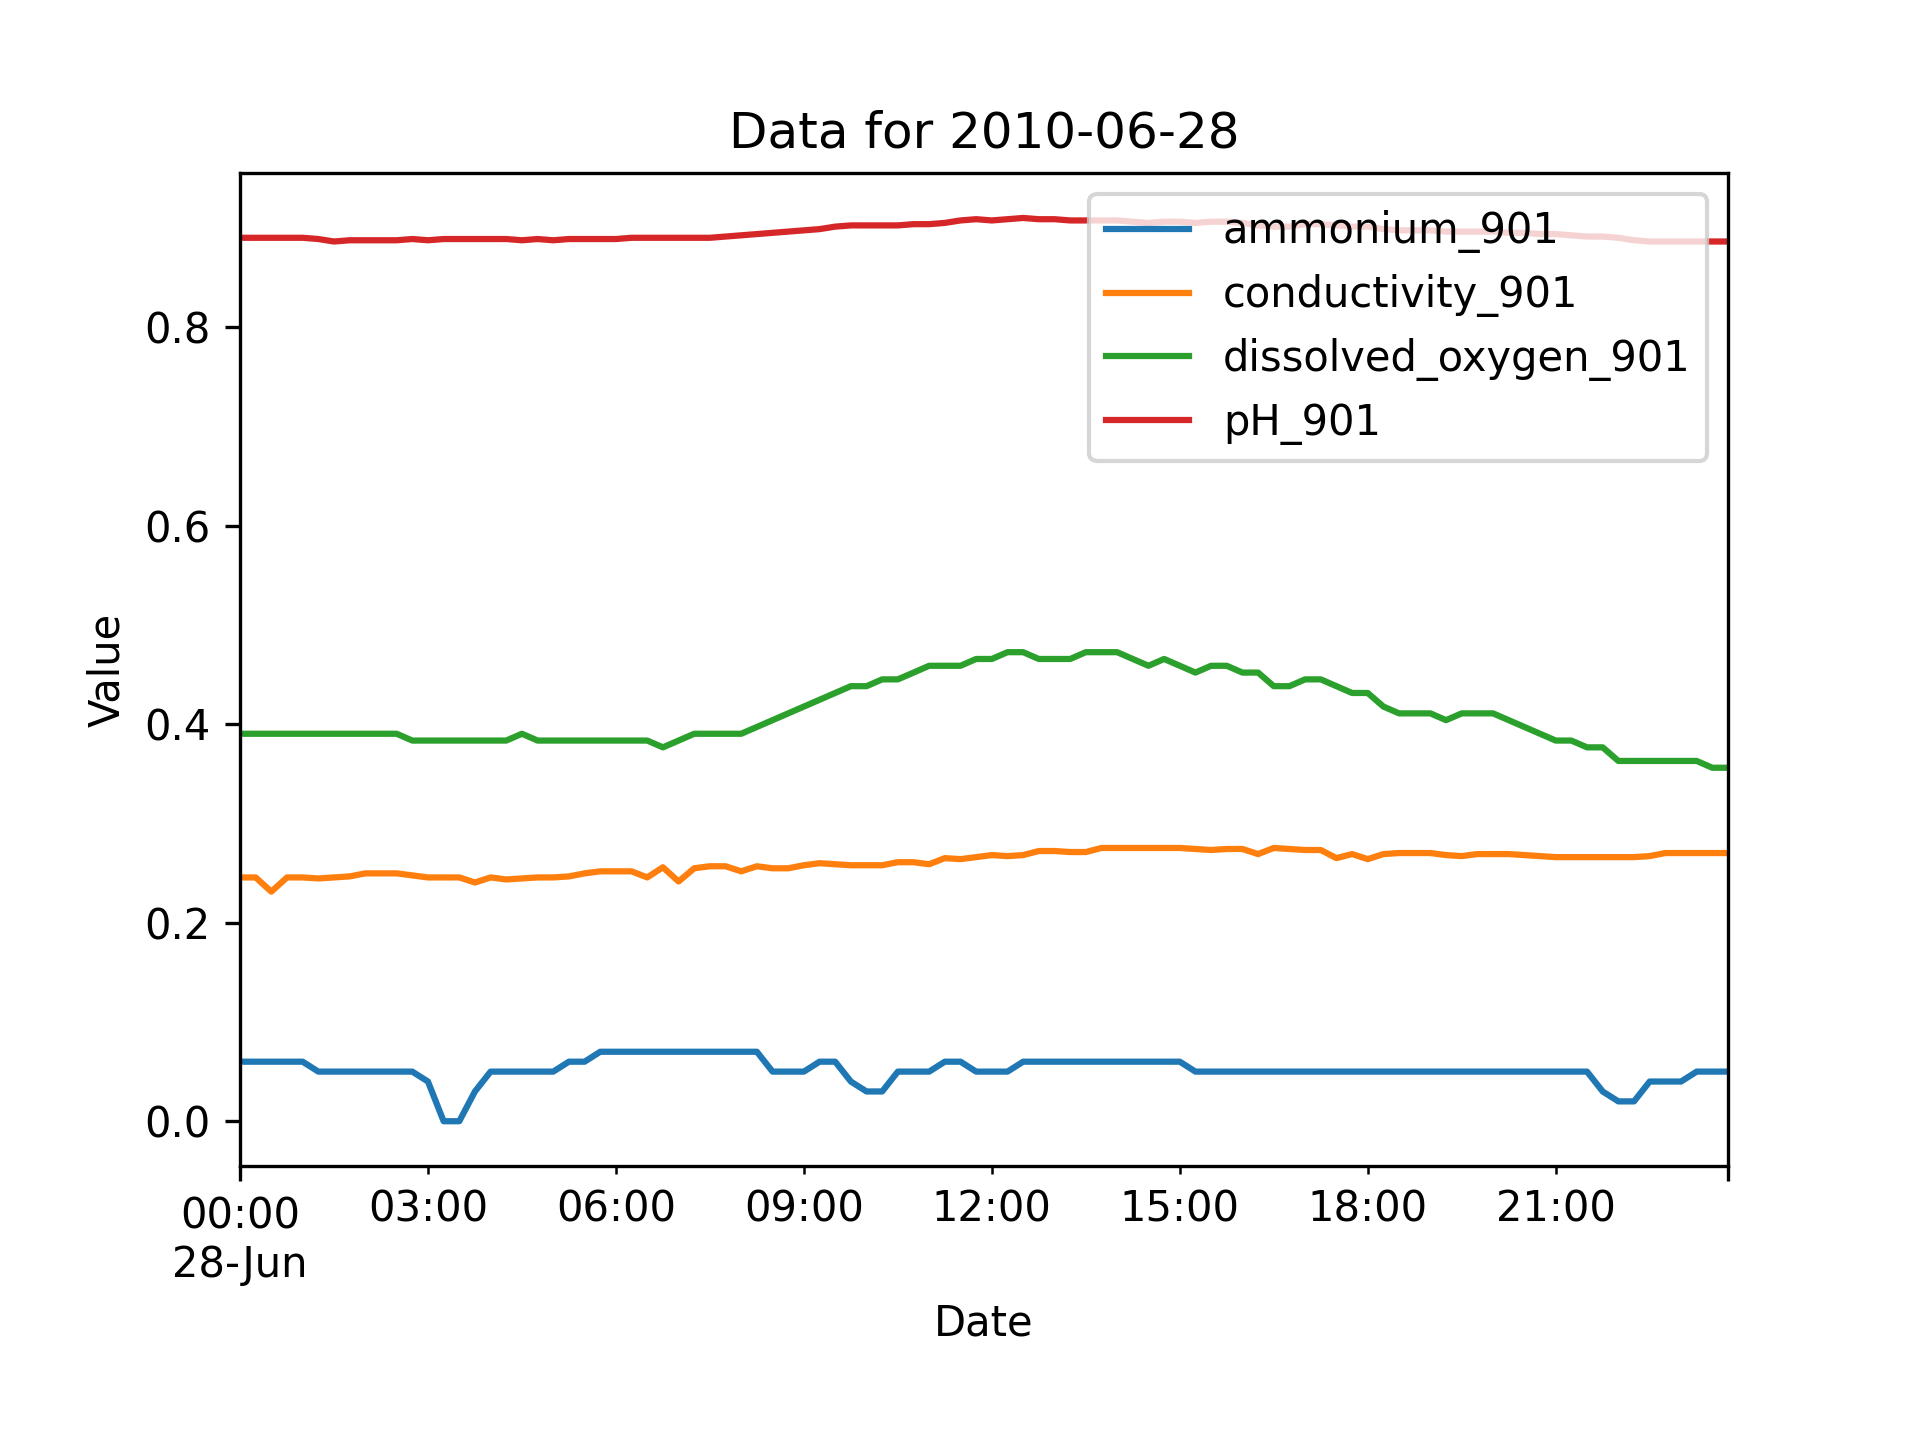 Data for 2010-06-28
ammonium_901
conductivity_901
dissolved_oxygen_901
pH_901
Value
0.8
0.6
0.4
0.2
0.0
00:00 03:00 06:00 09:00 12:00 15:00 18:00 21:00
28-Jun
Date